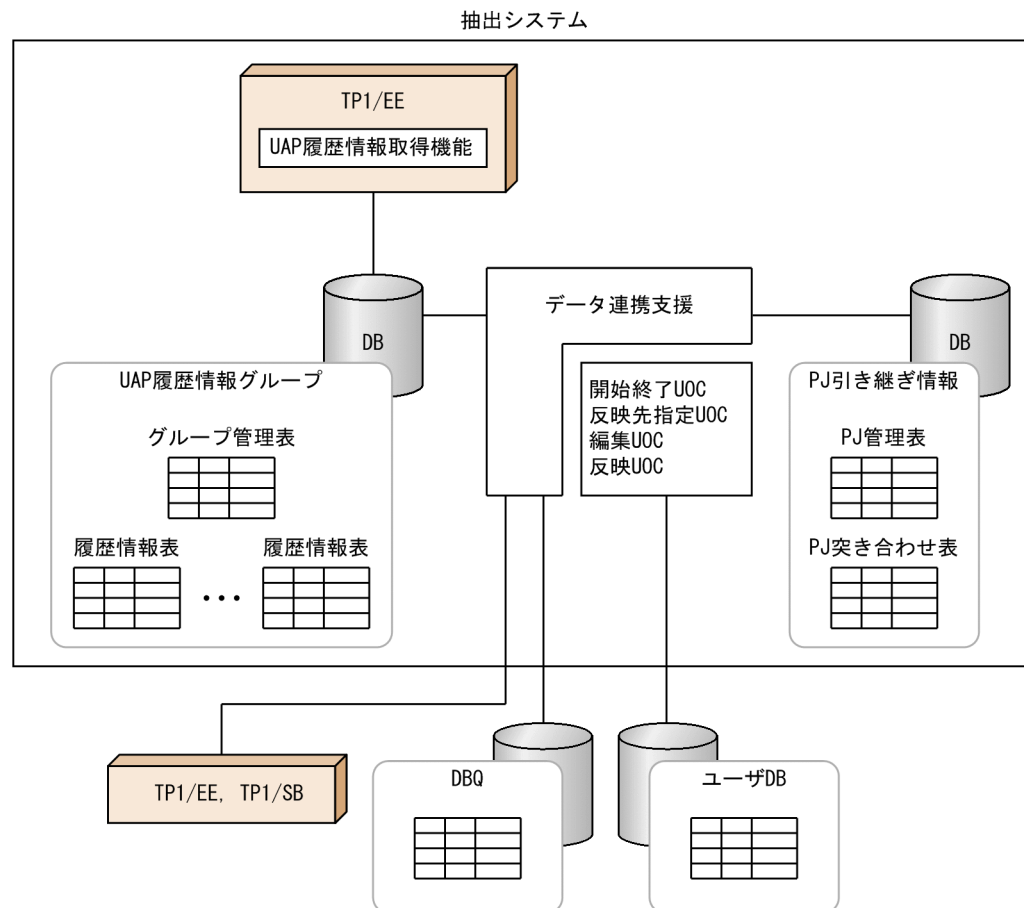 抽出システム
TP1/EE
UAP履歴情報取得機能
DB
データ連携支援
DB
UAP履歴情報グループ
グループ管理表
履歴情報表
・・・
履歴情報表
開始終了UOC
反映先指定UOC
編集UOC
反映UOC
PJ引き継ぎ情報
PJ管理表
PJ突き合わせ表
TP1/EE, TP1/SB
DBQ
ユーザDB